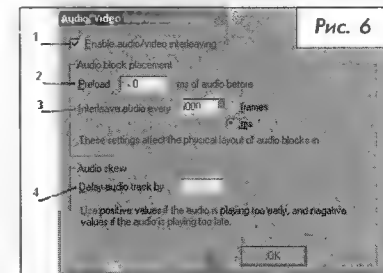 Audio/Video
Рис. 6
1
Enable audio/video interleaving
Audio block placement
2
Preload 0 ms of audio before
3
Interleave audio every frames
ms
These settings affect the physical layout of audio blocks in
Audio skew
4
Delay audio track by
Use positive values if the audio is playing too early, and negative
values if the audio is playing too late.
OK